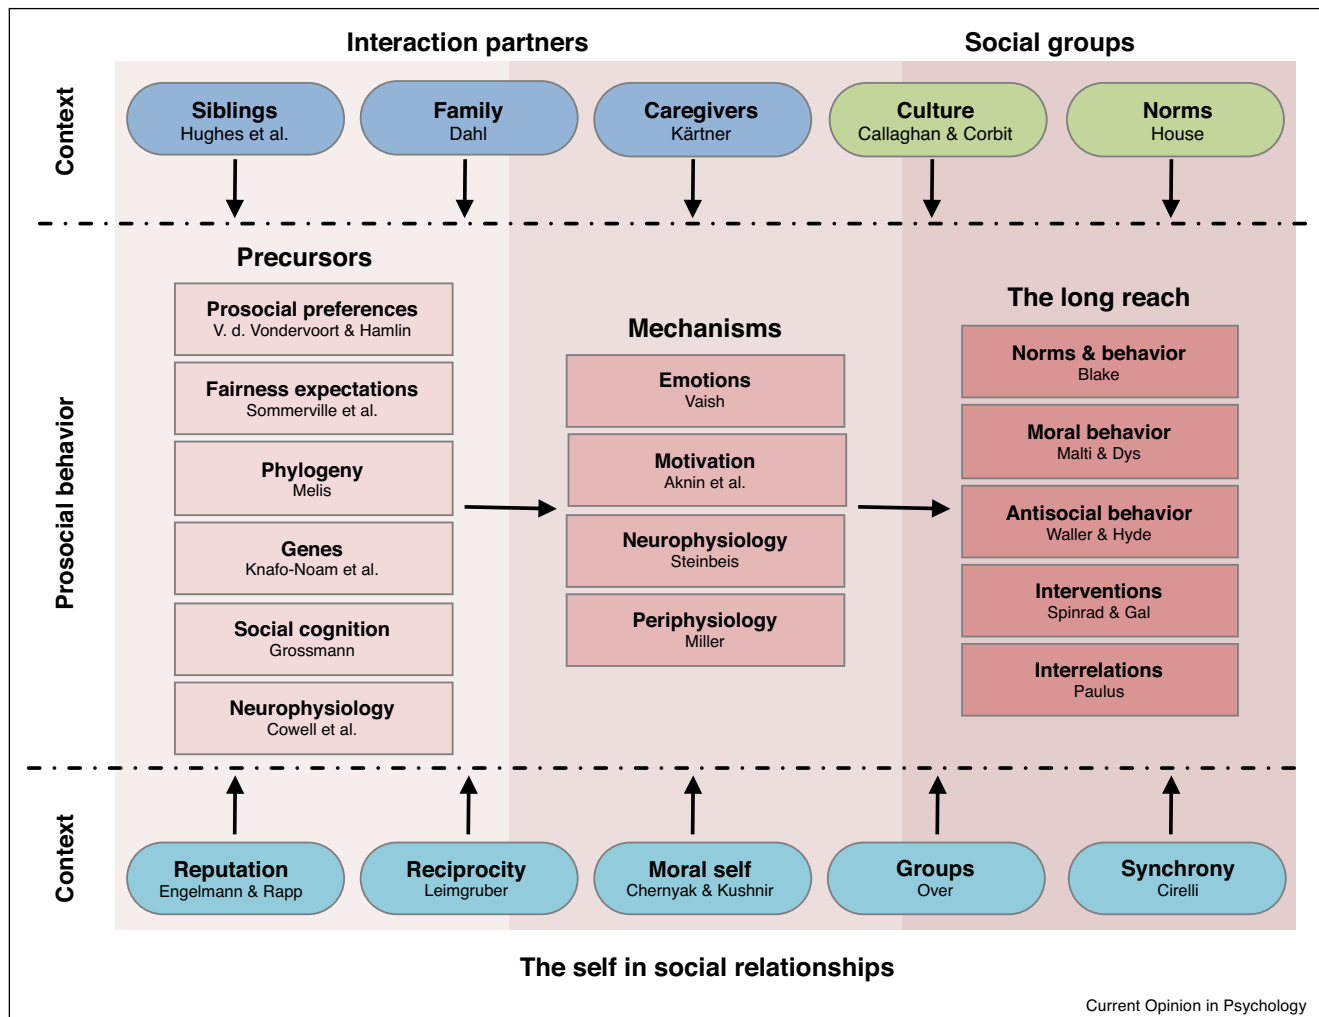 Interaction partners
Social groups
Context
Siblings
Hughes et al.
Family
Dahl
Caregivers
Kärtner
Culture
Callaghan & Corbit
Norms
House
Prosocial behavior
Precursors
Prosocial preferences
V. d. Vondervoort & Hamlin
Fairness expectations
Sommerville et al.
Phylogeny
Melis
Genes
Knafo-Noam et al.
Social cognition
Grossmann
Neurophysiology
Cowell et al.
Mechanisms
Emotions
Vaish
Motivation
Aknin et al.
Neurophysiology
Steinbeis
Periphysiology
Miller
The long reach
Norms & behavior
Blake
Moral behavior
Malti & Dys
Antisocial behavior
Waller & Hyde
Interventions
Spinrad & Gal
Interrelations
Paulus
Context
Reputation
Engelmann & Rapp
Reciprocity
Leimgruber
Moral self
Chernyak & Kushnir
Groups
Over
Synchrony
Cirelli
The self in social relationships
Current Opinion in Psychology